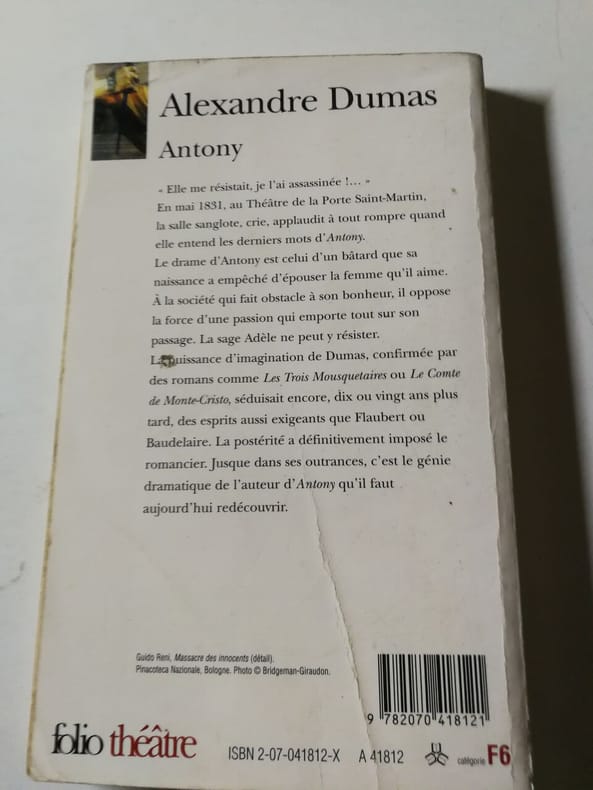 Alexandre Dumas
Antony
« Elle me résistait, je l'ai assassinée !… »
En mai 1831, au Théâtre de la Porte Saint-Martin,
la salle sanglote, crie, applaudit à tout rompre quand
elle entend les derniers mots d'Antony.
Le drame d'Antony est celui d'un bâtard que sa
naissance a empêché d'épouser la femme qu'il aime.
À la société qui fait obstacle à son bonheur, il oppose
la force d'une passion qui emporte tout sur son
passage. La sage Adèle ne peut y résister.
La puissance d'imagination de Dumas, confirmée par
des romans comme Les Trois Mousquetaires ou Le Comte
de Monte-Cristo, séduisait encore, dix ou vingt ans plus
tard, des esprits aussi exigeants que Flaubert ou
Baudelaire. La postérité a définitivement imposé le
romancier. Jusque dans ses outrances, c'est le génie
dramatique de l'auteur d'Antony qu'il faut
aujourd'hui redécouvrir.
Guido Reni, Massacre des innocents (détail).
Pinacoteca Nazionale, Bologne. Photo © Bridgeman-Giraudon.
9 782070 418121
folio théâtre ISBN 2-07-041812-X A 41812 catégorie F6